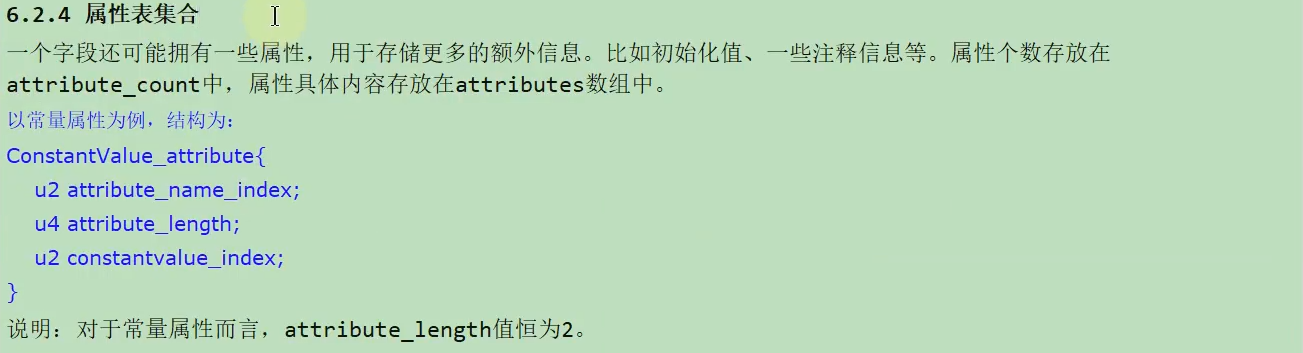 6.2.4 属性表集合
一个字段还可能拥有一些属性，用于存储更多的额外信息。比如初始化值、一些注释信息等。属性个数存放在
attribute_count中，属性具体内容存放在attributes数组中。
以常量属性为例，结构为：
ConstantValue_attribute{
u2 attribute_name_index;
u4 attribute_length;
u2 constantvalue_index;
}
说明：对于常量属性而言，attribute_length值恒为2。